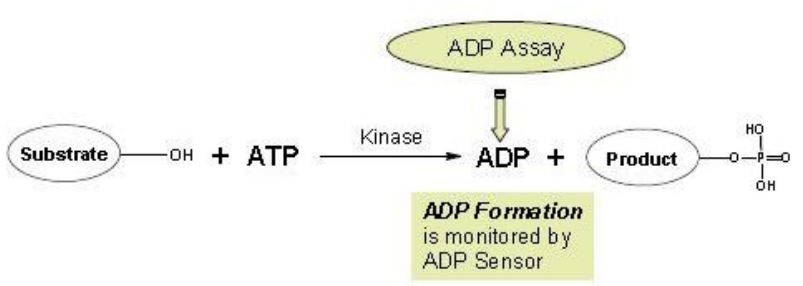 ADP Assay
Kinase
Substrate —OH + ATP ADP + Product —O—P=O
HO
OH
ADP Formation
is monitored by
ADP Sensor